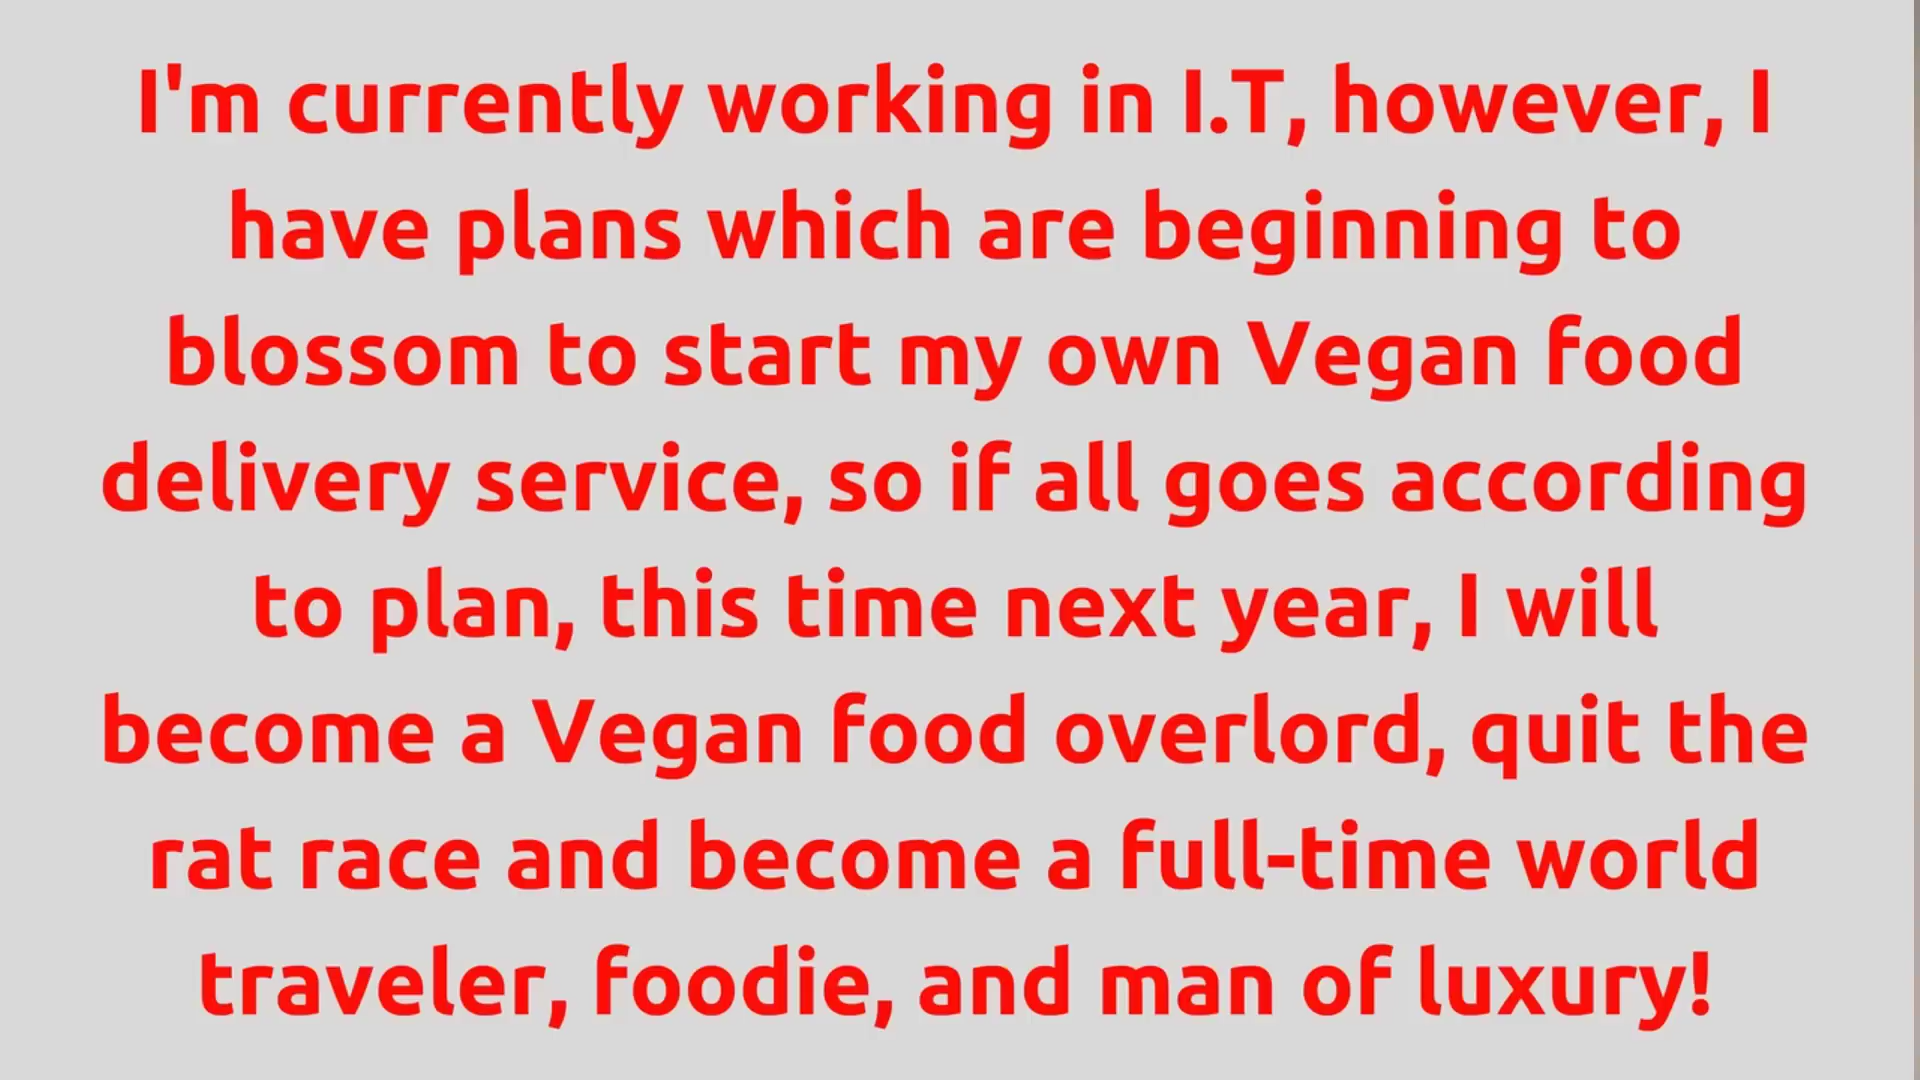 I'm currently working in I.T, however, I
have plans which are beginning to
blossom to start my own Vegan food
delivery service, so if all goes according
to plan, this time next year, I will
become a Vegan food overlord, quit the
rat race and become a full-time world
traveler, foodie, and man of luxury!